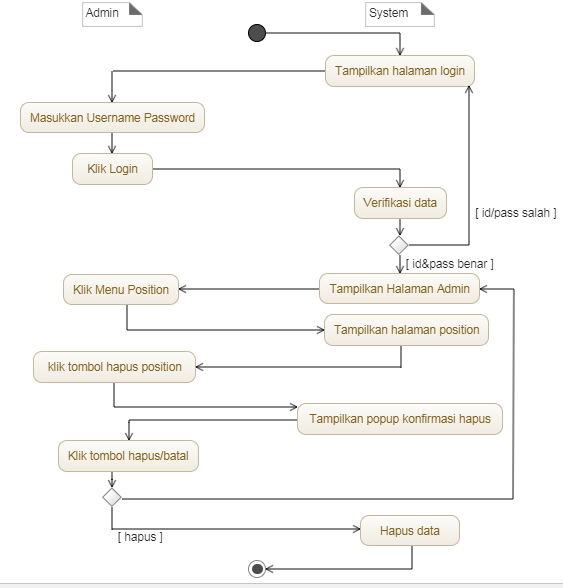 Admin
System
Tampilkan halaman login
Masukkan Username Password
Klik Login
Verifikasi data
[ id/pass salah ]
[ id&pass benar ]
Tampilkan Halaman Admin
Klik Menu Position
Tampilkan halaman position
klik tombol hapus position
Tampilkan popup konfirmasi hapus
Klik tombol hapus/batal
[ hapus ]
Hapus data